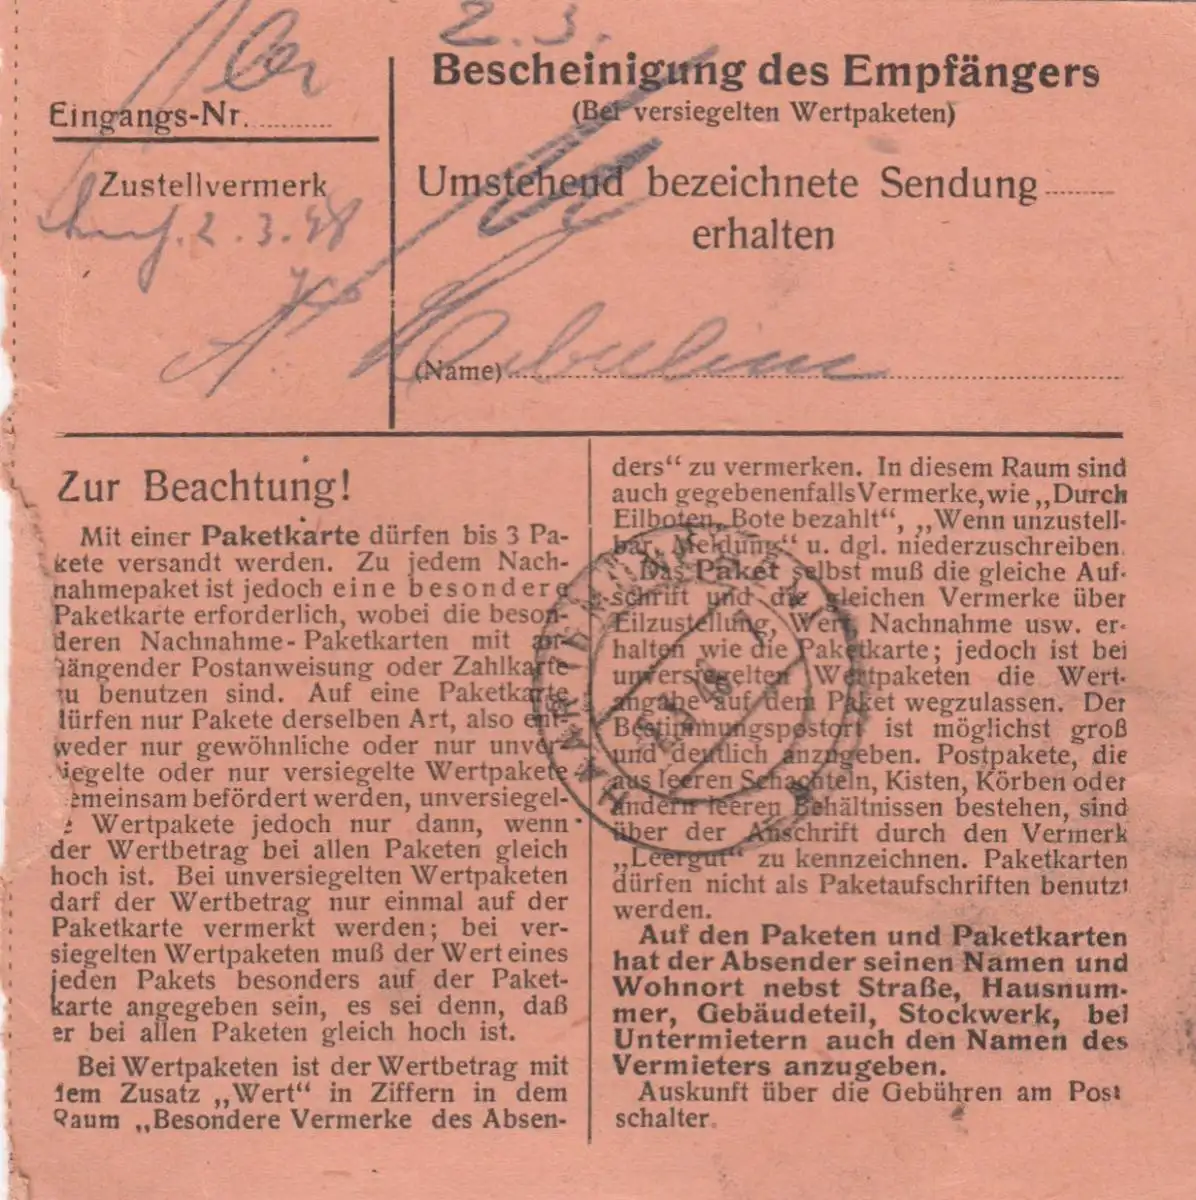 2.3.
Eingangs-Nr.
Zustellvermerk
2.3.48
Bescheinigung des Empfängers
(Bei versiegelten Wertpaketen)
Umstehend bezeichnete Sendung
erhalten
(Name)
Zur Beachtung!
Mit einer Paketkarte dürfen bis 3 Pa-
kete versandt werden. Zu jedem Nach-
nahmepaket ist jedoch eine besondere
Paketkarte erforderlich, wobei die beson-
deren Nachnahme-Paketkarten mit an-
hängender Postanweisung oder Zahlkarte
zu benutzen sind. Auf eine Paketkarte
dürfen nur Pakete derselben Art, also ent-
weder nur gewöhnliche oder nur unver-
siegelte oder nur versiegelte Wertpakete
gemeinsam befördert werden, unversiegel-
te Wertpakete jedoch nur dann, wenn
der Wertbetrag bei allen Paketen gleich
hoch ist. Bei unversiegelten Wertpaketen
darf der Wertbetrag nur einmal auf der
Paketkarte vermerkt werden; bei ver-
siegelten Wertpaketen muß der Wert eines
jeden Pakets besonders auf der Paket-
karte angegeben sein, es sei denn, daß
er bei allen Paketen gleich hoch ist.
Bei Wertpaketen ist der Wertbetrag mit
dem Zusatz „Wert“ in Ziffern in dem
Raum „Besondere Vermerke des Absen-
ders“ zu vermerken. In diesem Raum sind
auch gegebenenfalls Vermerke, wie „Durch
Eilboten, Bote bezahlt“, „Wenn unzustell-
bar, Meldung“ u. dgl. niederzuschreiben.
Das Paket selbst muß die gleiche Auf-
schrift und die gleichen Vermerke über
Eilzustellung, Wert, Nachnahme usw. er-
halten wie die Paketkarte; jedoch ist bei
unversiegelten Wertpaketen die Wert-
angabe auf dem Paket wegzulassen. Der
Bestimmungspostort ist möglichst groß
und deutlich anzugeben. Postpakete, die
aus leeren Schachteln, Kisten, Körben oder
andern leeren Behältnissen bestehen, sind
über der Anschrift durch den Vermerk
„Leergut“ zu kennzeichnen. Paketkarten
dürfen nicht als Paketaufschriften benutzt
werden.
Auf den Paketen und Paketkarten
hat der Absender seinen Namen und
Wohnort nebst Straße, Hausnum-
mer, Gebäudeteil, Stockwerk, bei
Untermietern auch den Namen des
Vermieters anzugeben.
Auskunft über die Gebühren am Post
schalter.
HAAR (B. MÜNCHEN)